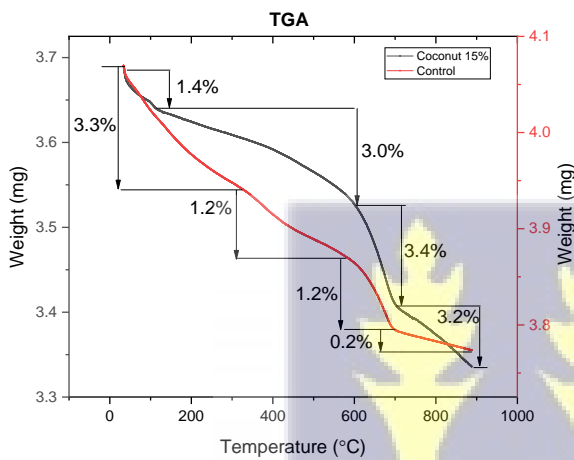 TGA
Coconut 15%
Control
3.7
3.6
3.5
3.4
3.3
Weight (mg)
4.1
4.0
3.9
3.8
Weight (mg)
1.4%
3.3%
3.0%
1.2%
3.4%
1.2%
3.2%
0.2%
0 200 400 600 800 1000
Temperature (°C)